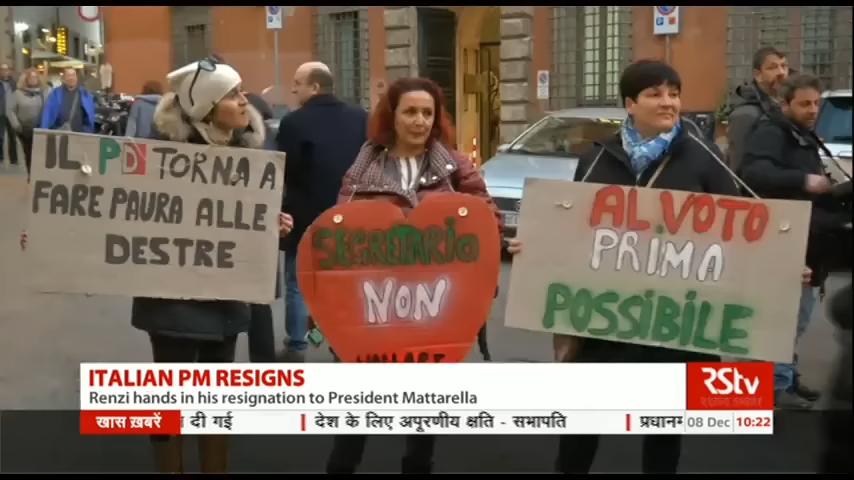 IL PD TORNA A
FARE PAURA ALLE
DESTRE
SEGRETARIO
NON
AL VOTO
PRIMA
POSSIBILE
ITALIAN PM RESIGNS
Renzi hands in his resignation to President Mattarella
RStv
खास ख़बरें
दी गई | देश के लिए अपूरणीय क्षति - सभापति |
08 Dec 10:22